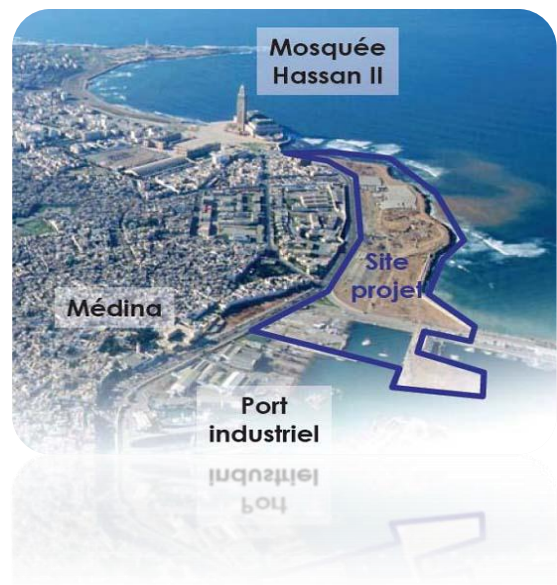 Mosquée
Hassan II
Site
projet
Médina
Port
industriel